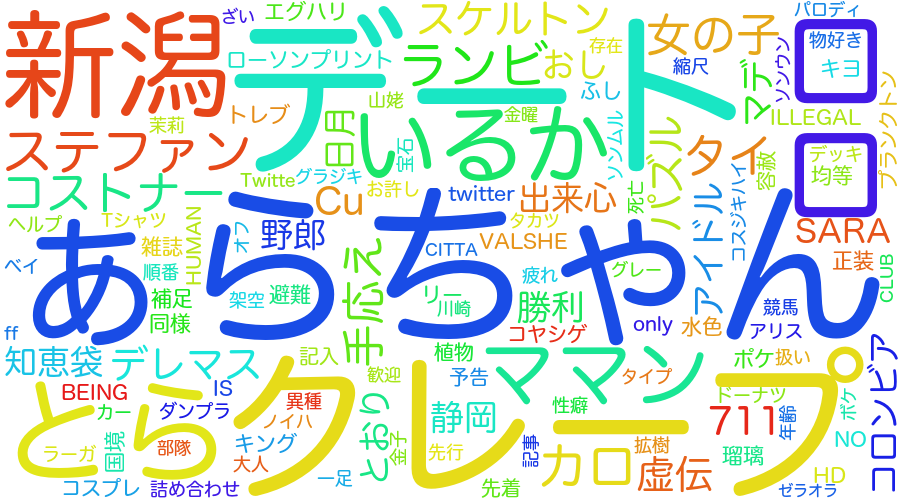 ざい
エグハリ
スケルトン
女の子
パロディ
新潟
デート
ローソンプリント
ランビ
おし
存在
縮尺
マデ
ソンウン
物好き
キヨ
ロロ
トレブ
山姥
ふし
茉莉
日月
いるか
金曜
ソンムル
パズル
タイ
ILLEGAL
プランクトン
ステファン
宝石
容赦
デッキ
均等
コストナー
Twitte
グラジキ
お許し
twitter
出来心
死亡
アイドル
コスジキハイ
SARA
ヘルプ
Tシャツ
HUMAN
オフ
Cu
野郎
タカツ
VALSHE
CITTA
ベイ
雑誌
順番
あらちゃん
手応え
疲れ
グレー
正装
CLUB
補足
同様
架空
避難
リー
川崎
勝利
only
水色
競馬
アリス
ff
コヤシゲ
知恵袋
デレマス
記入
植物
ママン
ポケ
扱い
コロンビア
歓迎
予告
タイプ
ドーナツ
BEING
IS
とら
クレープ
カー
ダンプラ
異種
とおり
静岡
性癖
711
年齢
ボケ
ノイハ
NO
ラーガ
国境
部隊
キング
金子
先行
記事
拡樹
大人
カロ
虚伝
瑠璃
HD
コスプレ
詰め合わせ
一足
先着
ゼラオラ